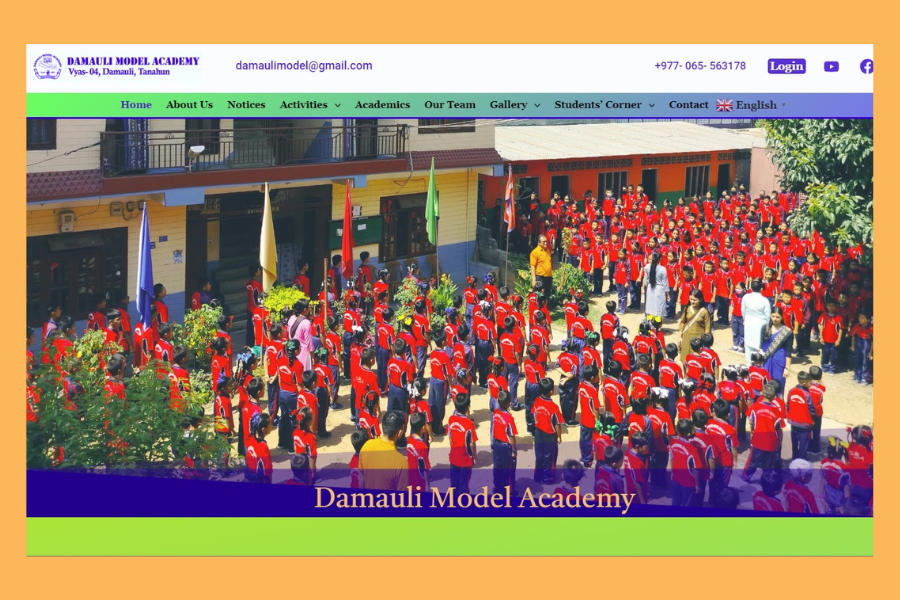 DAMAULI MODEL ACADEMY
Vyas- 04, Damauli, Tanahun
damaulimodel@gmail.com
+977- 065- 563178
Login
Home About Us Notices Activities Academics Our Team Gallery Students' Corner Contact English
Damauli Model Academy